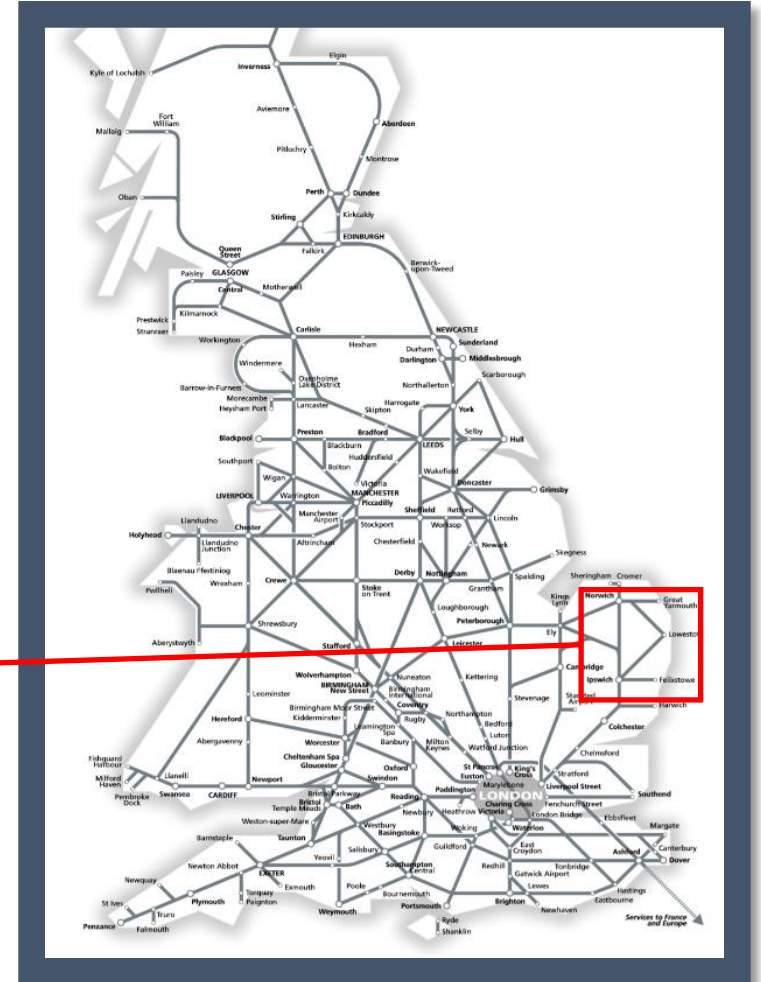 Elgin
Inverness
Kyle of Lochalsh
Aviemore
Fort
William
Mallaig
Aberdeen
Pitlochry
Montrose
Perth
Dundee
Oban
Stirling
Kirkcaldy
EDINBURGH
Queen
Street
Falkirk
Berwick-
upon-Tweed
Paisley
GLASGOW
Central
Motherwell
Prestwick
Kilmarnock
Stranraer
Carlisle
NEWCASTLE
Workington
Hexham
Sunderland
Durham
Darlington
Middlesbrough
Windermere
Scarborough
Oxenholme
Lake District
Northallerton
Barrow-in-Furness
Morecambe
Lancaster
Harrogate
Heysham Port
Skipton
York
Blackpool
Preston
Bradford
Selby
Hull
Blackburn
LEEDS
Huddersfield
Southport
Bolton
Wakefield
Wigan
Victoria
Doncaster
MANCHESTER
Grimsby
LIVERPOOL
Warrington
Piccadilly
Sheffield
Retford
Manchester
Airport
Llandudno
Stockport
Worksop
Lincoln
Holyhead
Chester
Llandudno
Junction
Altrincham
Chesterfield
Newark
Skegness
Blaenau Ffestiniog
Derby
Nottingham
Sheringham
Cromer
Pwllheli
Wrexham
Crewe
Stoke
on Trent
Grantham
Spalding
Kings
Lynn
Norwich
Great
Yarmouth
Loughborough
Shrewsbury
Peterborough
Ely
Lowestof
Aberystwyth
Stafford
Leicester
Cambridge
Wolverhampton
Nuneaton
Kettering
Ipswich
Felixstowe
BIRMINGHAM
New Street
Birmingham
International
Leominster
Stevenage
Stansted
Airport
Harwich
Birmingham Moor Street
Coventry
Northampton
Hereford
Kidderminster
Rugby
Bedford
Colchester
Leamington
Spa
Luton
Abergavenny
Worcester
Banbury
Milton
Keynes
Watford Junction
Chelmsford
Cheltenham Spa
Fishguard
Harbour
Gloucester
Oxford
St Pancras
King's
Cross
Euston
Stratford
Milford
Haven
Llanelli
Newport
Swindon
Marylebone
Liverpool Street
Pembroke
Dock
Swansea
CARDIFF
Bristol Parkway
Reading
Paddington
LONDON
Southend
Bristol
Temple Meads
Bath
Charing Cross
Fenchurch Street
Newbury
Heathrow
Victoria
London Bridge
Ebbsfleet
Weston-super-Mare
Westbury
Waterloo
Margate
Barnstaple
Taunton
Basingstoke
Woking
East
Croydon
Canterbury
Salisbury
Guildford
Ashford
Yeovil
Redhill
Tonbridge
Dover
Newton Abbot
Southampton
Central
Gatwick Airport
EXETER
Newquay
Exmouth
Poole
Lewes
Hastings
Torquay
Paignton
Bournemouth
Eastbourne
St Ives
Plymouth
Weymouth
Portsmouth
Brighton
Newhaven
Truro
Penzance
Falmouth
Ryde
Shanklin
Services to France
and Europe